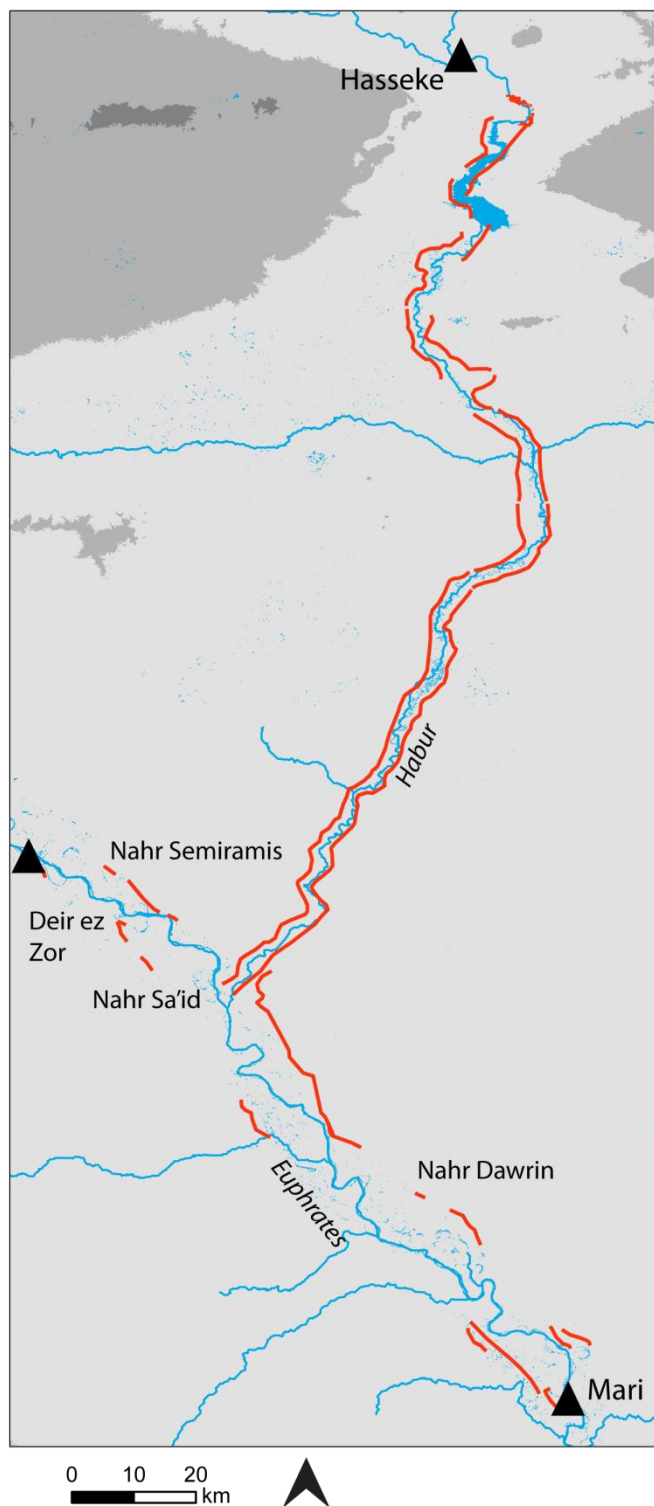 Hasseke
Habur
Nahr Semiramis
Deir ez
Zor
Nahr Sa'id
Nahr Dawrin
Euphrates
Mari
0 10 20
km